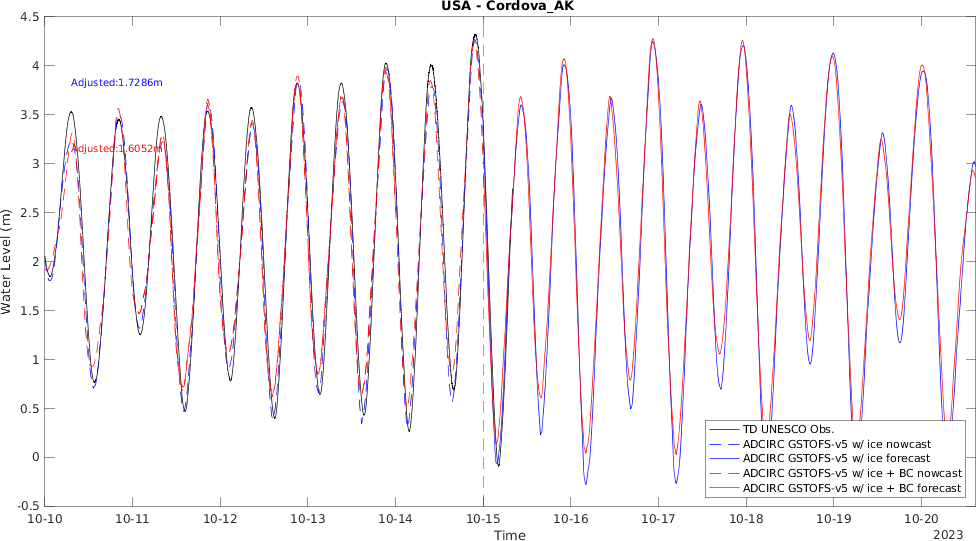 USA - Cordova_AK
4.5
4
3.5
3
2.5
2
1.5
1
0.5
0
-0.5
Water Level (m)
Adjusted:1.7286m
Adjusted:1.6052m
TD UNESCO Obs.
ADCIRC GSTOFS-v5 w/ ice nowcast
ADCIRC GSTOFS-v5 w/ ice forecast
ADCIRC GSTOFS-v5 w/ ice + BC nowcast
ADCIRC GSTOFS-v5 w/ ice + BC forecast
10-10 10-11 10-12 10-13 10-14 10-15 10-16 10-17 10-18 10-19 10-20
Time
2023